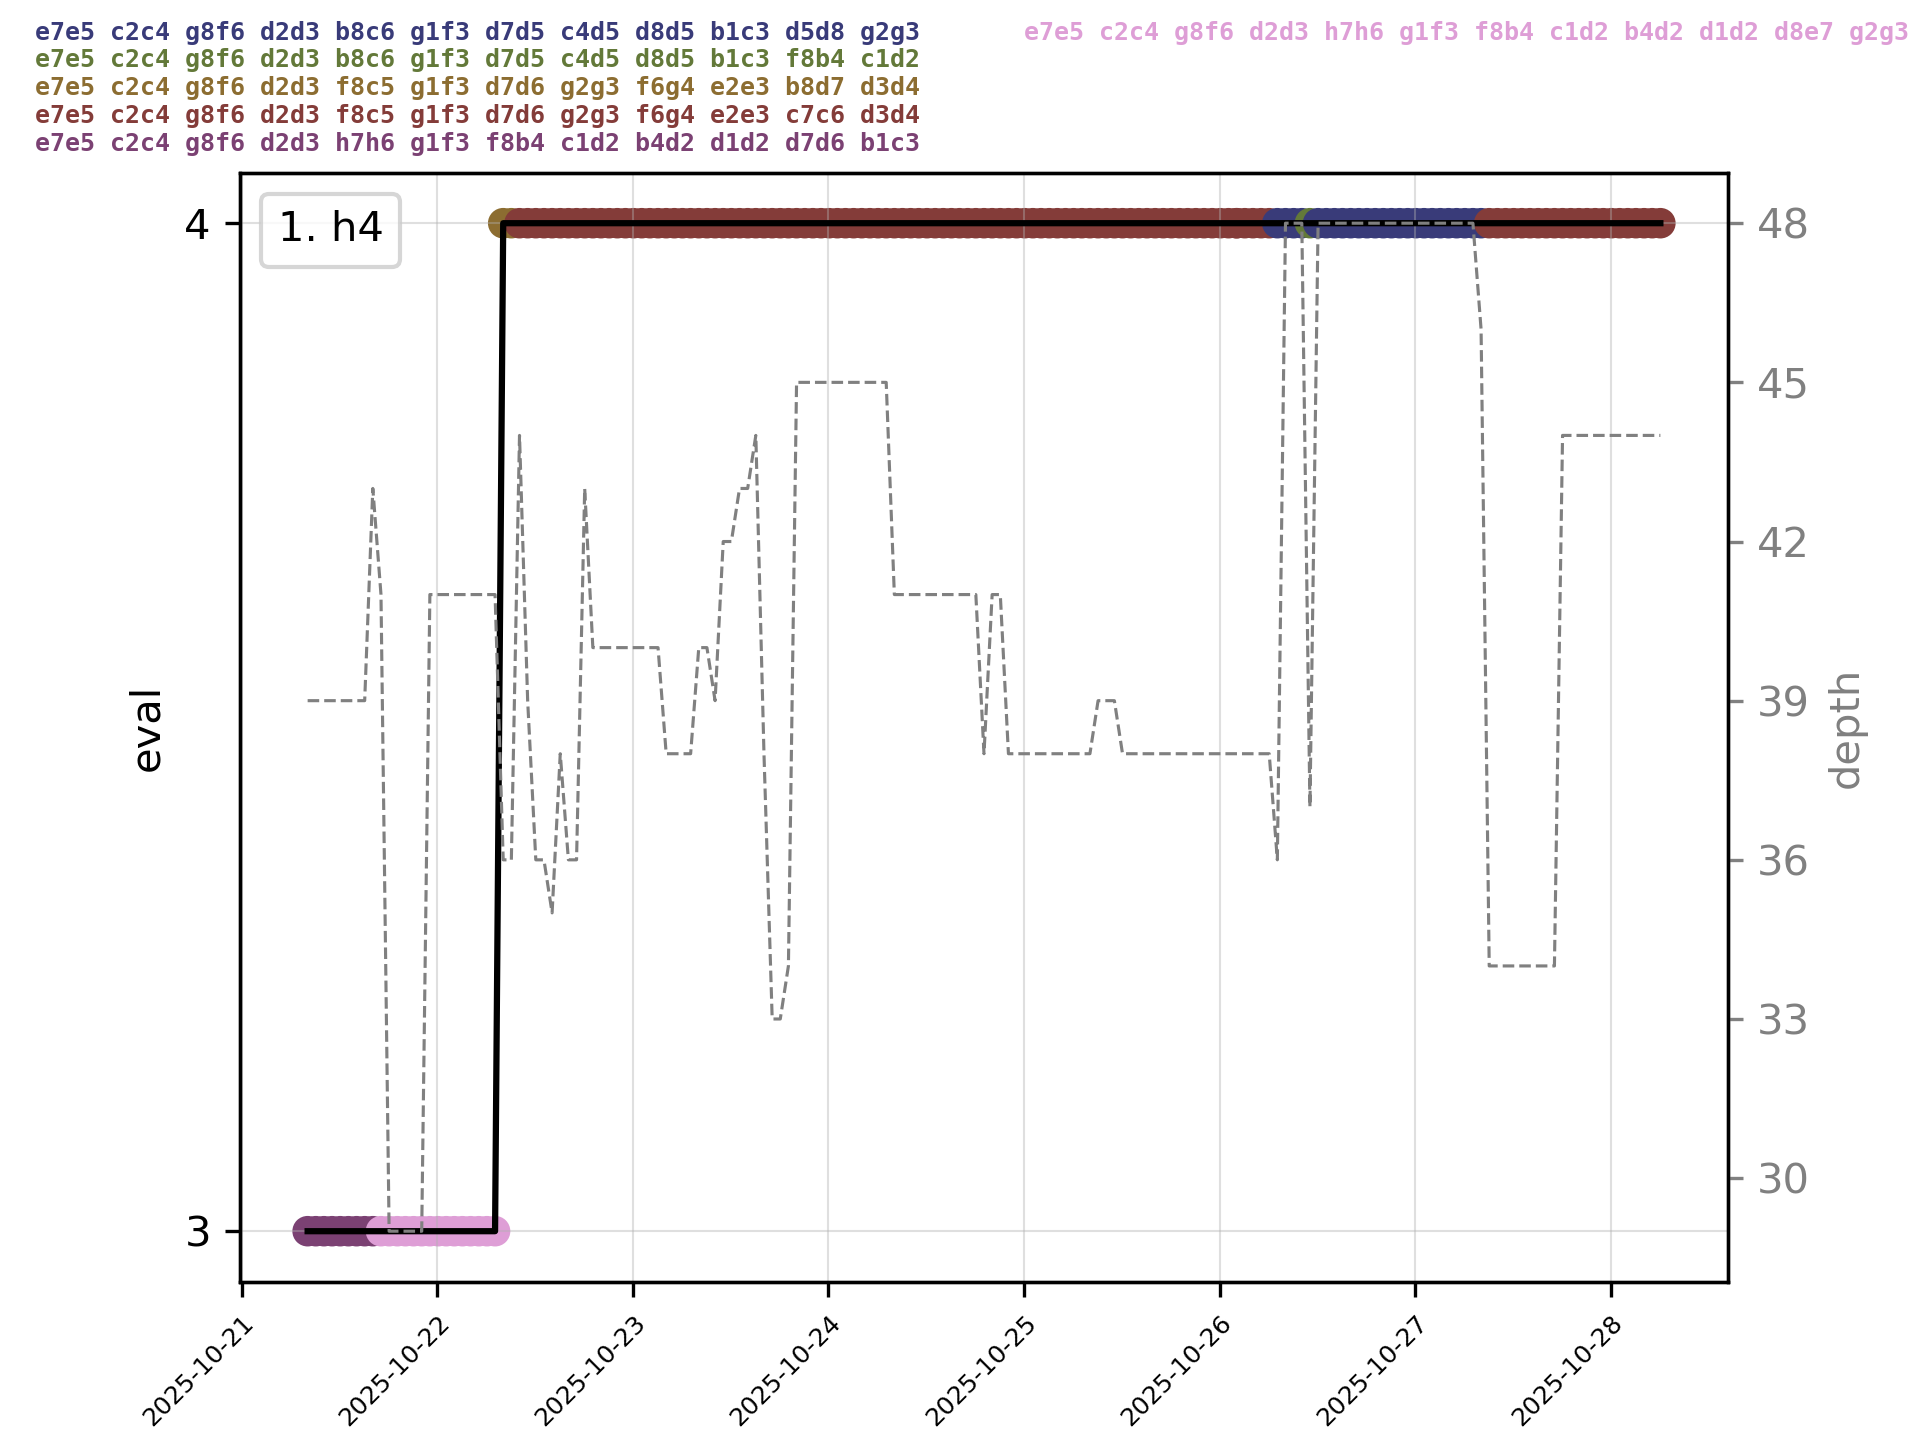 e7e5 c2c4 g8f6 d2d3 b8c6 g1f3 d7d5 c4d5 d8d5 b1c3 d5d8 g2g3
e7e5 c2c4 g8f6 d2d3 b8c6 g1f3 d7d5 c4d5 d8d5 b1c3 f8b4 c1d2
e7e5 c2c4 g8f6 d2d3 f8c5 g1f3 d7d6 g2g3 f6g4 e2e3 b8d7 d3d4
e7e5 c2c4 g8f6 d2d3 f8c5 g1f3 d7d6 g2g3 f6g4 e2e3 c7c6 d3d4
e7e5 c2c4 g8f6 d2d3 h7h6 g1f3 f8b4 c1d2 b4d2 d1d2 d7d6 b1c3
e7e5 c2c4 g8f6 d2d3 h7h6 g1f3 f8b4 c1d2 b4d2 d1d2 d8e7 g2g3
1. h4
eval
4
3
48
45
42
39
36
33
30
depth
2025-10-21
2025-10-22
2025-10-23
2025-10-24
2025-10-25
2025-10-26
2025-10-27
2025-10-28